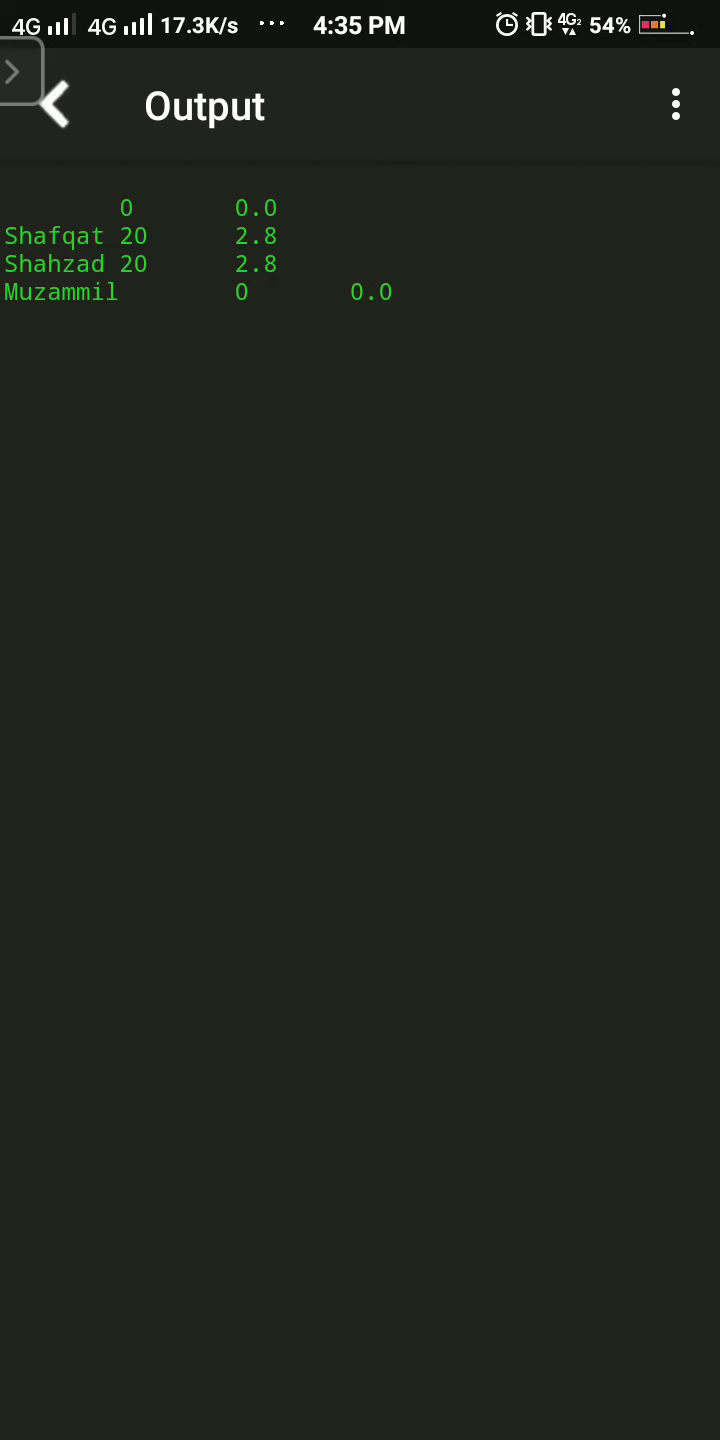 4G 4G 17.3K/s ... 4:35 PM 4G2 54%
Output
0 0.0
Shafqat 20 2.8
Shahzad 20 2.8
Muzammil 0 0.0